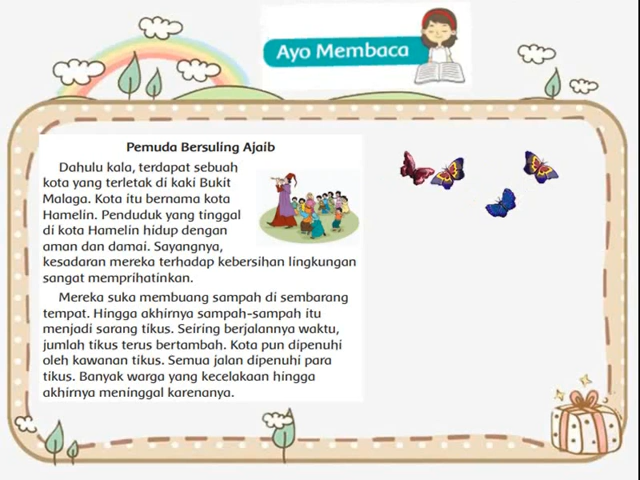 Ayo Membaca
Pemuda Bersuling Ajaib
Dahulu kala, terdapat sebuah
kota yang terletak di kaki Bukit
Malaga. Kota itu bernama kota
Hamelin. Penduduk yang tinggal
di kota Hamelin hidup dengan
aman dan damai. Sayangnya,
kesadaran mereka terhadap kebersihan lingkungan
sangat memprihatinkan.
Mereka suka membuang sampah di sembarang
tempat. Hingga akhirnya sampah-sampah itu
menjadi sarang tikus. Seiring berjalannya waktu,
jumlah tikus terus bertambah. Kota pun dipenuhi
oleh kawanan tikus. Semua jalan dipenuhi para
tikus. Banyak warga yang kecelakaan hingga
akhirnya meninggal karenanya.